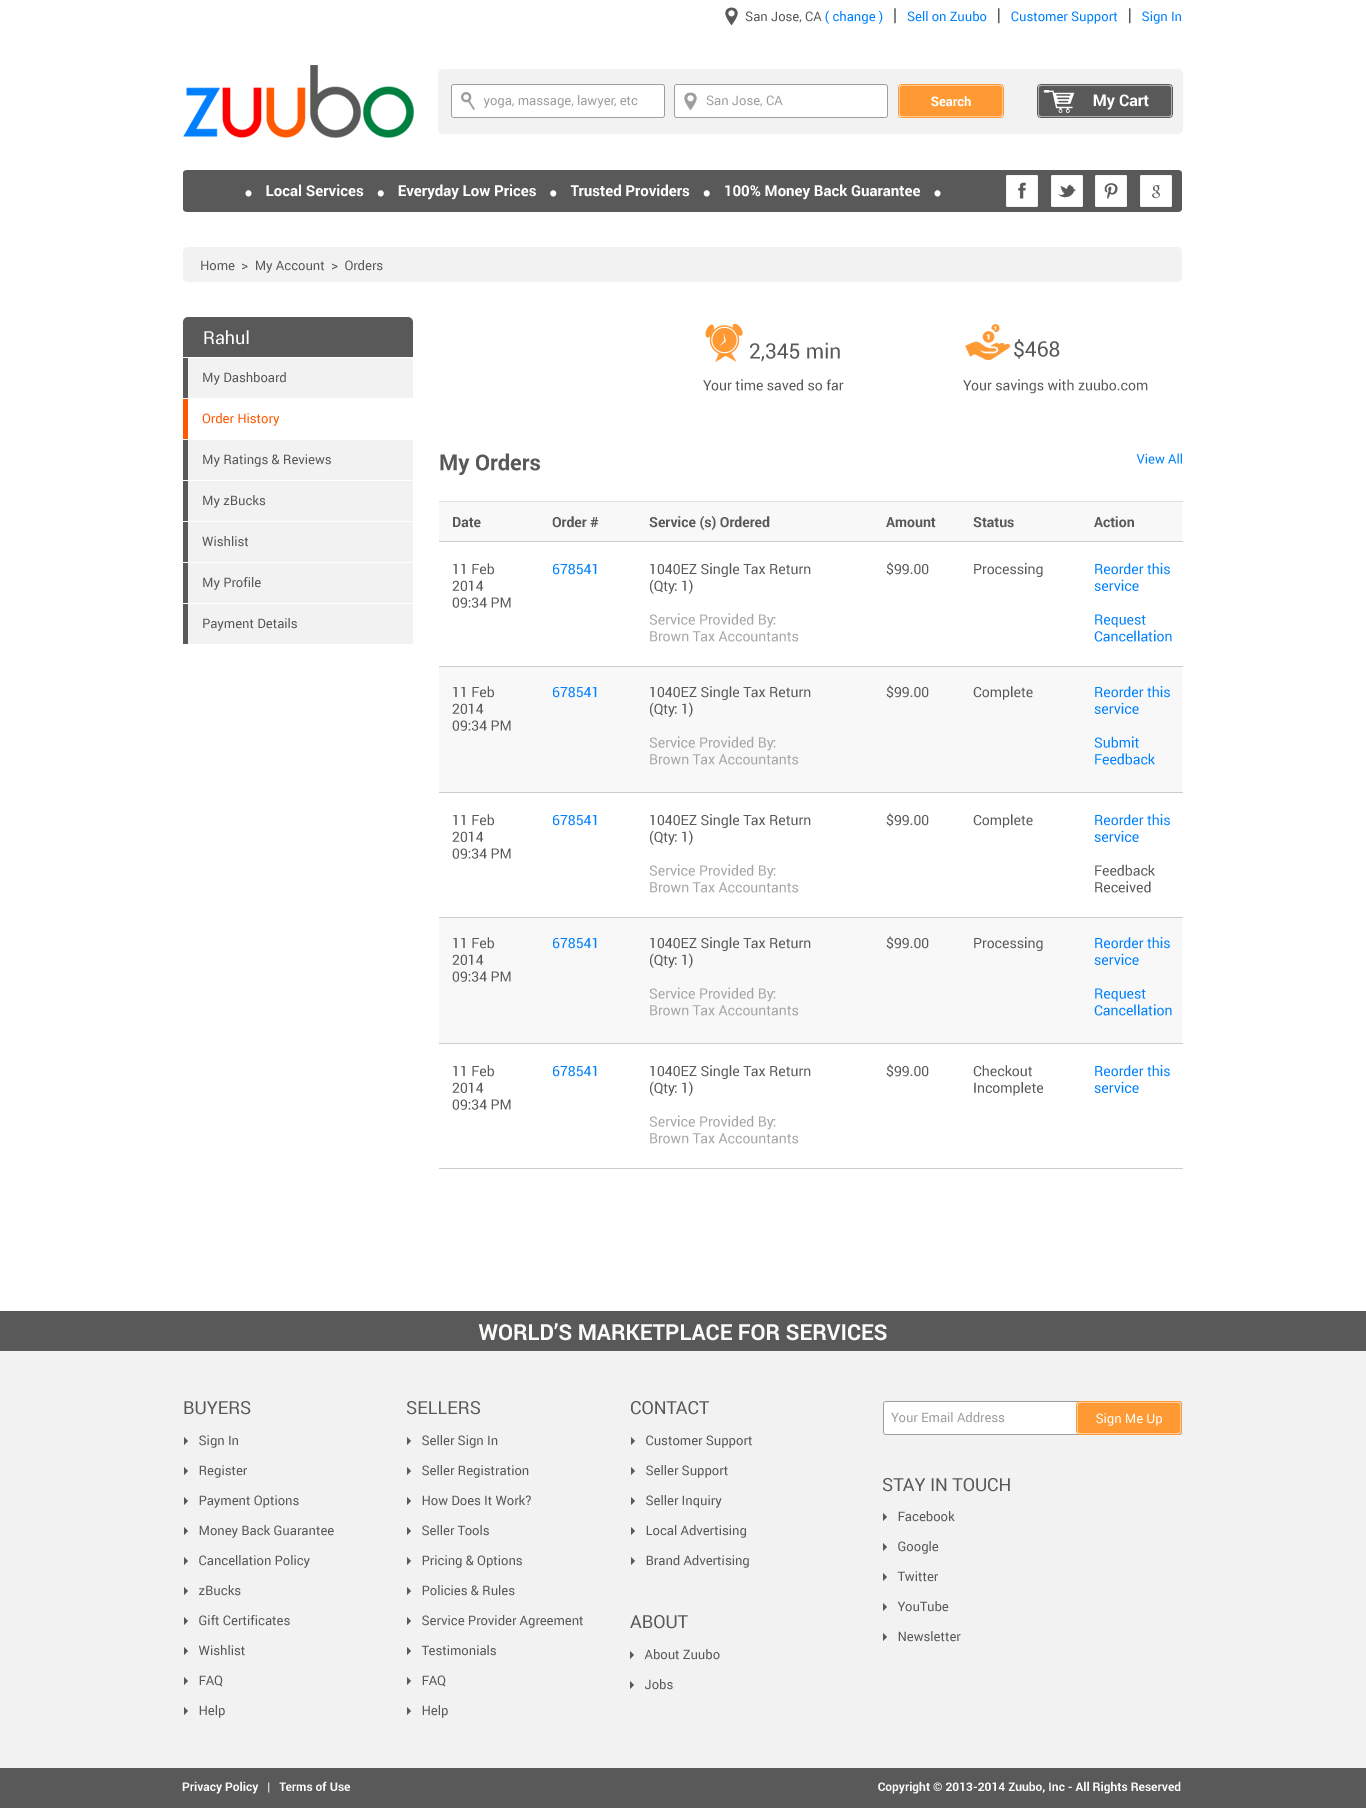 San Jose, CA ( change ) | Sell on Zuubo | Customer Support | Sign In
zuubo
yoga, massage, lawyer, etc
San Jose, CA
Search
My Cart
• Local Services • Everyday Low Prices • Trusted Providers • 100% Money Back Guarantee •
f
g
Home > My Account > Orders
Rahul
My Dashboard
Order History
My Ratings & Reviews
My zBucks
Wishlist
My Profile
Payment Details
2,345 min
Your time saved so far
$468
Your savings with zuubo.com
My Orders
View All
Date Order # Service (s) Ordered Amount Status Action
11 Feb 678541 1040EZ Single Tax Return $99.00 Processing Reorder this
2014 (Qty: 1) service
09:34 PM
Service Provided By: Request
Brown Tax Accountants Cancellation
11 Feb 678541 1040EZ Single Tax Return $99.00 Complete Reorder this
2014 (Qty: 1) service
09:34 PM
Service Provided By: Submit
Brown Tax Accountants Feedback
11 Feb 678541 1040EZ Single Tax Return $99.00 Complete Reorder this
2014 (Qty: 1) service
09:34 PM
Service Provided By: Feedback
Brown Tax Accountants Received
11 Feb 678541 1040EZ Single Tax Return $99.00 Processing Reorder this
2014 (Qty: 1) service
09:34 PM
Service Provided By: Request
Brown Tax Accountants Cancellation
11 Feb 678541 1040EZ Single Tax Return $99.00 Checkout Reorder this
2014 (Qty: 1) Incomplete service
09:34 PM
Service Provided By:
Brown Tax Accountants
WORLD'S MARKETPLACE FOR SERVICES
BUYERS
Sign In
Register
Payment Options
Money Back Guarantee
Cancellation Policy
zBucks
Gift Certificates
Wishlist
FAQ
Help
SELLERS
Seller Sign In
Seller Registration
How Does It Work?
Seller Tools
Pricing & Options
Policies & Rules
Service Provider Agreement
Testimonials
FAQ
Help
CONTACT
Customer Support
Seller Support
Seller Inquiry
Local Advertising
Brand Advertising
ABOUT
About Zuubo
Jobs
Your Email Address
Sign Me Up
STAY IN TOUCH
Facebook
Google
Twitter
YouTube
Newsletter
Privacy Policy | Terms of Use
Copyright © 2013-2014 Zuubo, Inc - All Rights Reserved